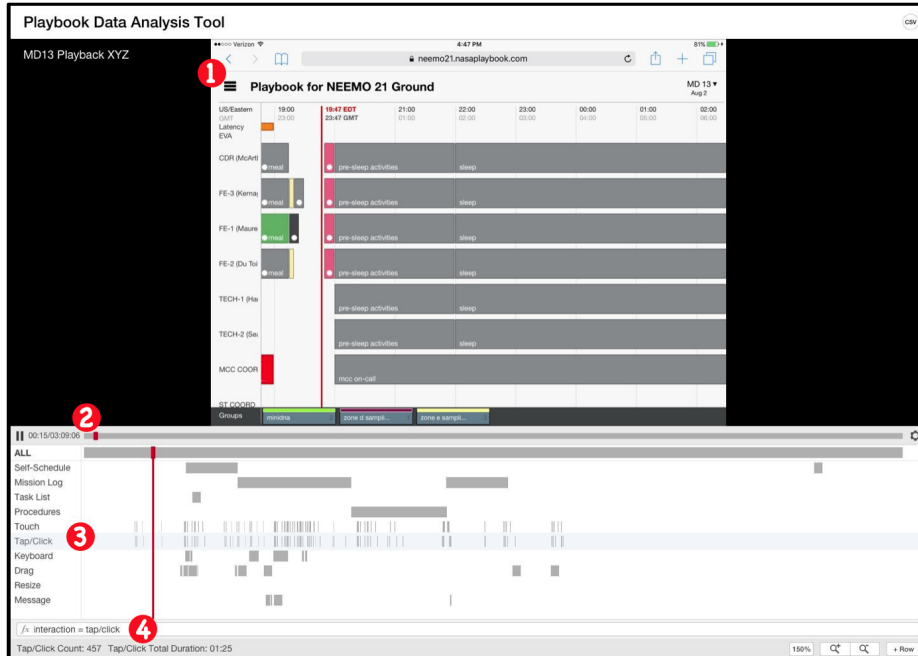 Playbook Data Analysis Tool
CSV
MD13 Playback XYZ
Verizon 4:47 PM 81%
neemo21.nasaplaybook.com
1
Playbook for NEEMO 21 Ground
MD 13 ▾
Aug 2
US/Eastern 19:00 19:47 EDT 21:00 22:00 23:00 00:00 01:00 02:00
GMT 23:00 23:47 GMT 01:00 02:00 03:00 04:00 05:00 06:00
Latency
EVA
CDR (McArtl
meal pre-sleep activities sleep
FE-3 (Kerna
meal pre-sleep activities sleep
FE-1 (Maure
meal pre-sleep activities sleep
FE-2 (Du Toi
meal pre-sleep activities sleep
TECH-1 (Ha
pre-sleep activities sleep
TECH-2 (Se
pre-sleep activities sleep
MCC COOR
mcc on-call
ST COORD
Groups minidna zone d sampli... zone e sampli...
2
00:15/03:09:06
ALL
Self-Schedule
Mission Log
Task List
Procedures
Touch
3
Tap/Click
Keyboard
Drag
Resize
Message
fx interaction = tap/click
4
Tap/Click Count: 457 Tap/Click Total Duration: 01:25
150% + Row